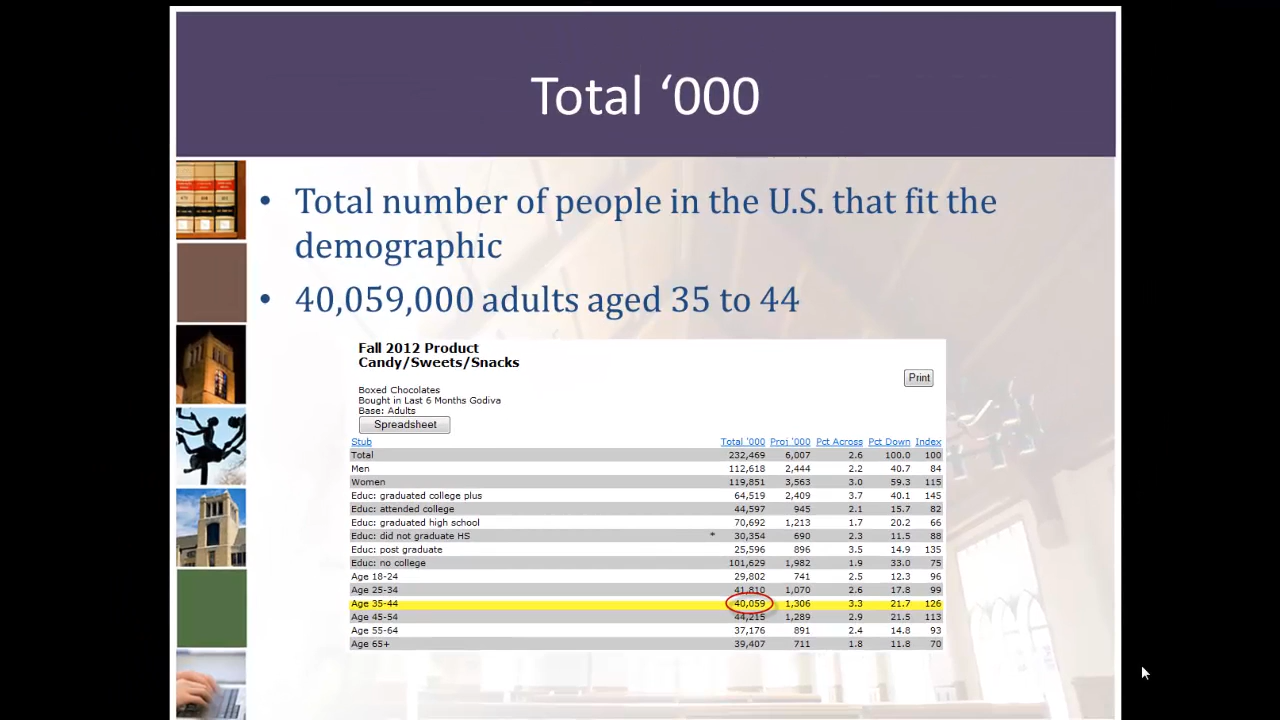 Total ‘000
• Total number of people in the U.S. that fit the
demographic
• 40,059,000 adults aged 35 to 44
Fall 2012 Product
Candy/Sweets/Snacks
Print
Boxed Chocolates
Bought in Last 6 Months Godiva
Base: Adults
Spreadsheet
Stub Total '000 Proj '000 Pct Across Pct Down Index
Total 232,469 6,007 2.6 100.0 100
Men 112,618 2,444 2.2 40.7 84
Women 119,851 3,563 3.0 59.3 115
Educ: graduated college plus 64,519 2,409 3.7 40.1 145
Educ: attended college 44,597 945 2.1 15.7 82
Educ: graduated high school 70,692 1,213 1.7 20.2 66
Educ: did not graduate HS * 30,354 690 2.3 11.5 88
Educ: post graduate 25,596 896 3.5 14.9 135
Educ: no college 101,629 1,982 1.9 33.0 75
Age 18-24 29,802 741 2.5 12.3 96
Age 25-34 41,810 1,070 2.6 17.8 99
Age 35-44 40,059 1,306 3.3 21.7 126
Age 45-54 44,215 1,289 2.9 21.5 113
Age 55-64 37,176 891 2.4 14.8 93
Age 65+ 39,407 711 1.8 11.8 70